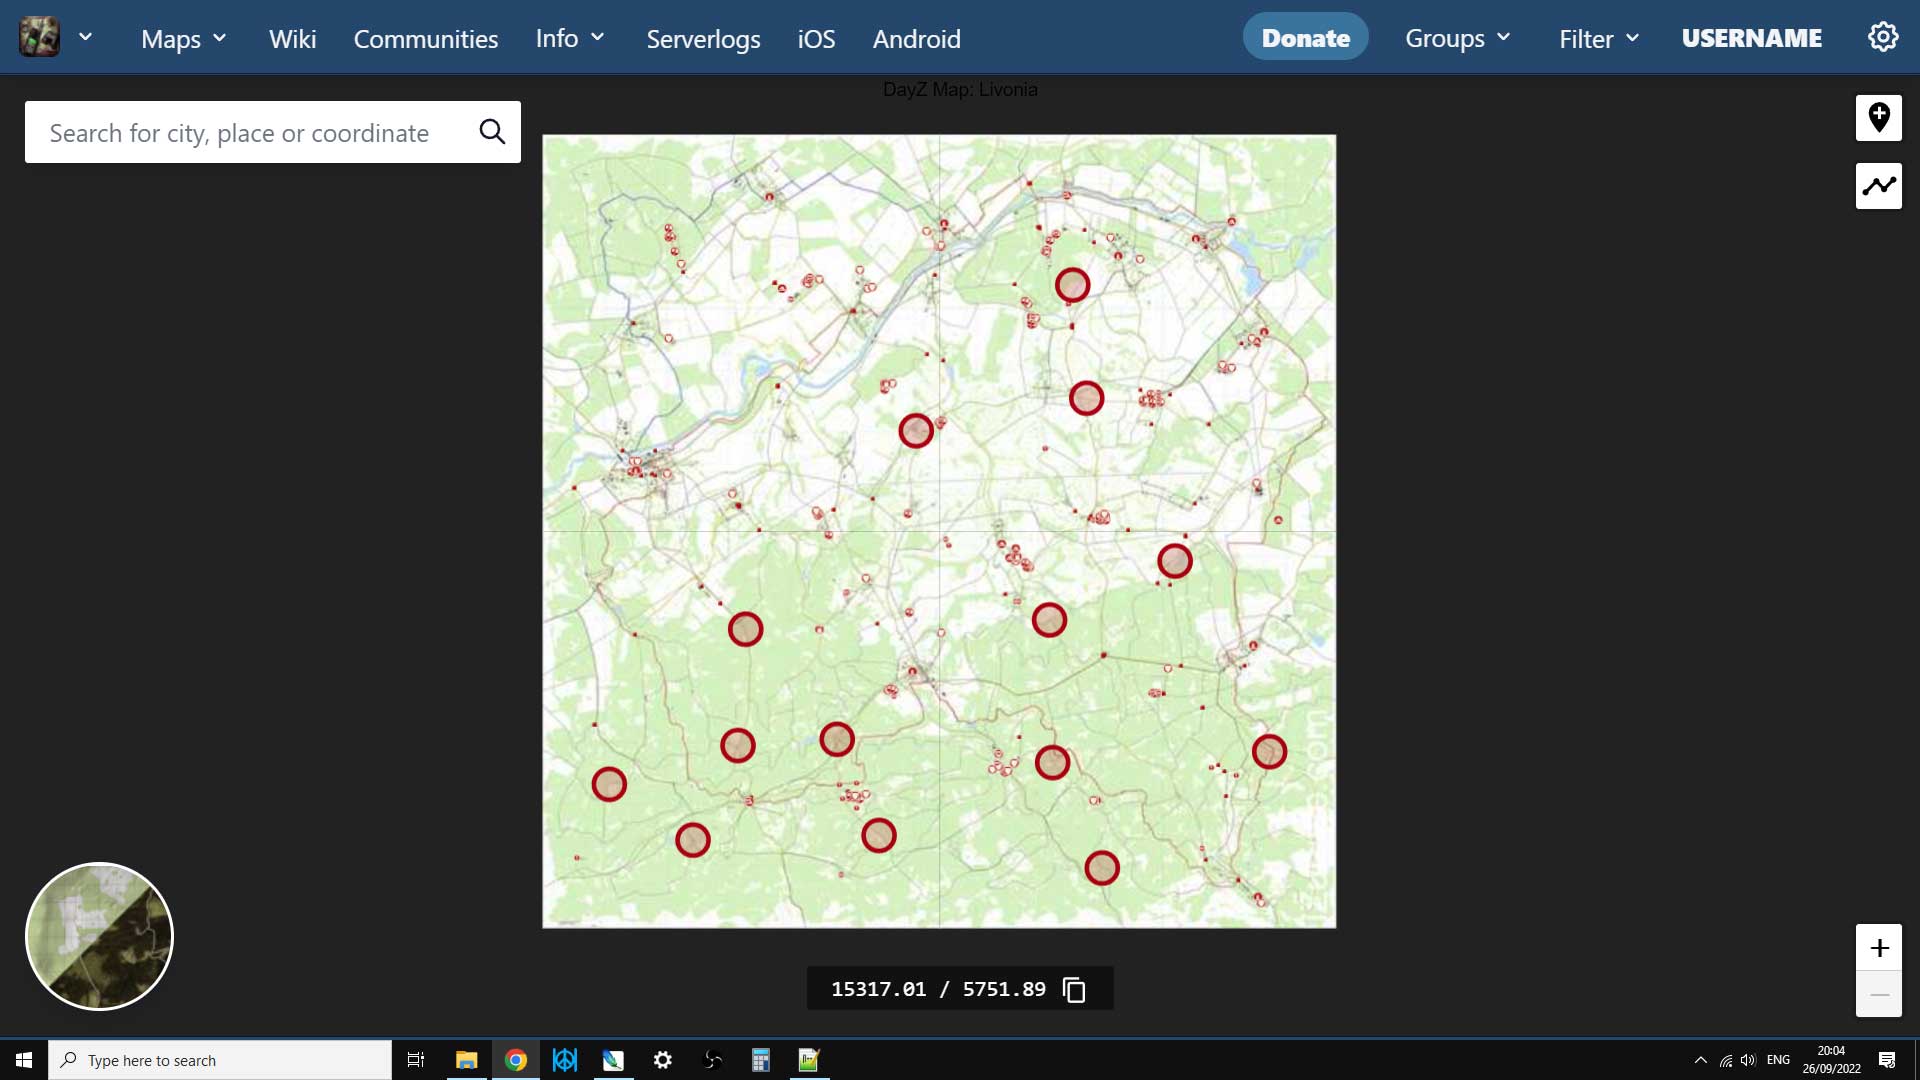 Maps
Wiki
Communities
Info
Serverlogs
iOS
Android
Donate
Groups
Filter
USERNAME
DayZ Map: Livonia
Search for city, place or coordinate
15317.01 / 5751.89
+
Type here to search
ENG
20:04
26/09/2022